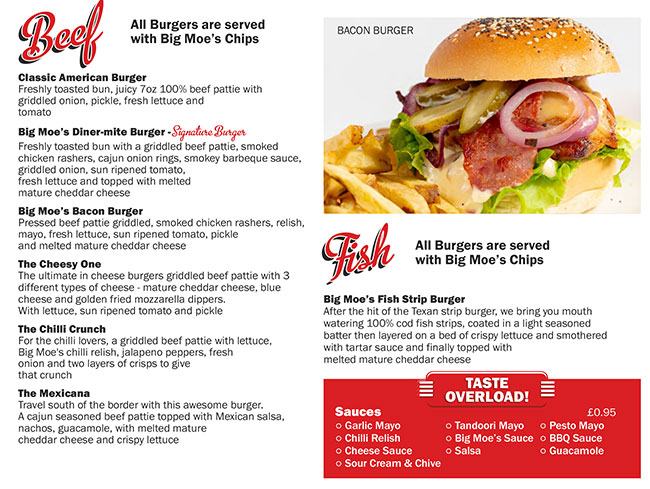 Beef
All Burgers are served
with Big Moe's Chips
Classic American Burger
Freshly toasted bun, juicy 7oz 100% beef pattie with
griddled onion, pickle, fresh lettuce and
tomato
Big Moe's Diner-mite Burger - Signature Burger
Freshly toasted bun with a griddled beef pattie, smoked
chicken rashers, cajun onion rings, smokey barbeque sauce,
griddled onion, sun ripened tomato,
fresh lettuce and topped with melted
mature cheddar cheese
Big Moe's Bacon Burger
Pressed beef pattie griddled, smoked chicken rashers, relish,
mayo, fresh lettuce, sun ripened tomato, pickle
and melted mature cheddar cheese
The Cheesy One
The ultimate in cheese burgers griddled beef pattie with 3
different types of cheese - mature cheddar cheese, blue
cheese and golden fried mozzarella dippers.
With lettuce, sun ripened tomato and pickle
The Chilli Crunch
For the chilli lovers, a griddled beef pattie with lettuce,
Big Moe's chilli relish, jalapeno peppers, fresh
onion and two layers of crisps to give
that crunch
The Mexicana
Travel south of the border with this awesome burger.
A cajun seasoned beef pattie topped with Mexican salsa,
nachos, guacamole, with melted mature
cheddar cheese and crispy lettuce
BACON BURGER
Fish
All Burgers are served
with Big Moe's Chips
Big Moe's Fish Strip Burger
After the hit of the Texan strip burger, we bring you mouth
watering 100% cod fish strips, coated in a light seasoned
batter then layered on a bed of crispy lettuce and smothered
with tartar sauce and finally topped with
melted mature cheddar cheese
TASTE
OVERLOAD!
Sauces £0.95
Garlic Mayo Tandoori Mayo Pesto Mayo
Chilli Relish Big Moe's Sauce BBQ Sauce
Cheese Sauce Salsa Guacamole
Sour Cream & Chive